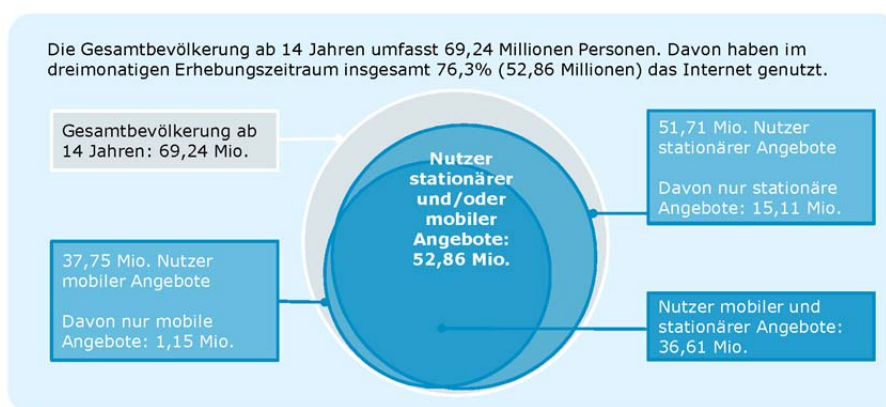 Die Gesamtbevölkerung ab 14 Jahren umfasst 69,24 Millionen Personen. Davon haben im
dreimonatigen Erhebungszeitraum insgesamt 76,3% (52,86 Millionen) das Internet genutzt.
Gesamtbevölkerung ab
14 Jahren: 69,24 Mio.
Nutzer
stationärer
und/oder
mobiler
Angebote:
52,86 Mio.
51,71 Mio. Nutzer
stationärer Angebote
Davon nur stationäre
Angebote: 15,11 Mio.
37,75 Mio. Nutzer
mobiler Angebote
Davon nur mobile
Angebote: 1,15 Mio.
Nutzer mobiler und
stationärer Angebote:
36,61 Mio.